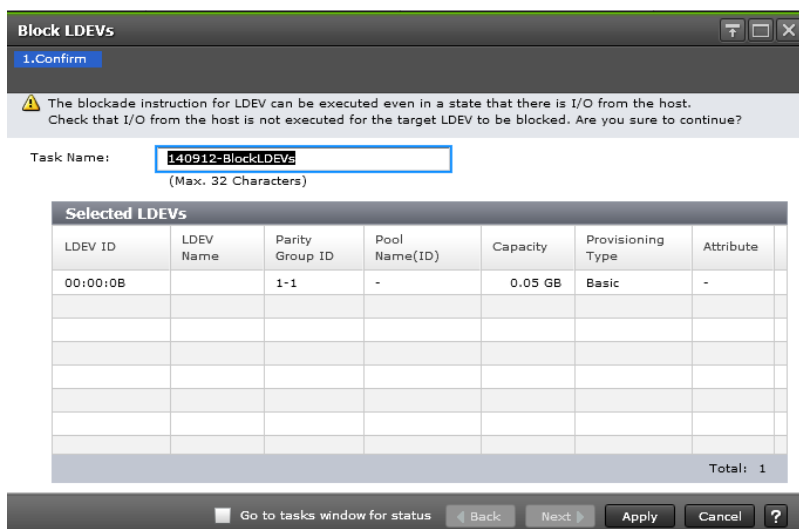 Block LDEVs
1.Confirm
The blockade instruction for LDEV can be executed even in a state that there is I/O from the host.
Check that I/O from the host is not executed for the target LDEV to be blocked. Are you sure to continue?
Task Name: 140912-BlockLDEVs
(Max. 32 Characters)
Selected LDEVs
LDEV ID LDEV Name Parity Group ID Pool Name(ID) Capacity Provisioning Type Attribute
00:00:0B 1-1 - 0.05 GB Basic -
Total: 1
Go to tasks window for status Back Next Apply Cancel ?